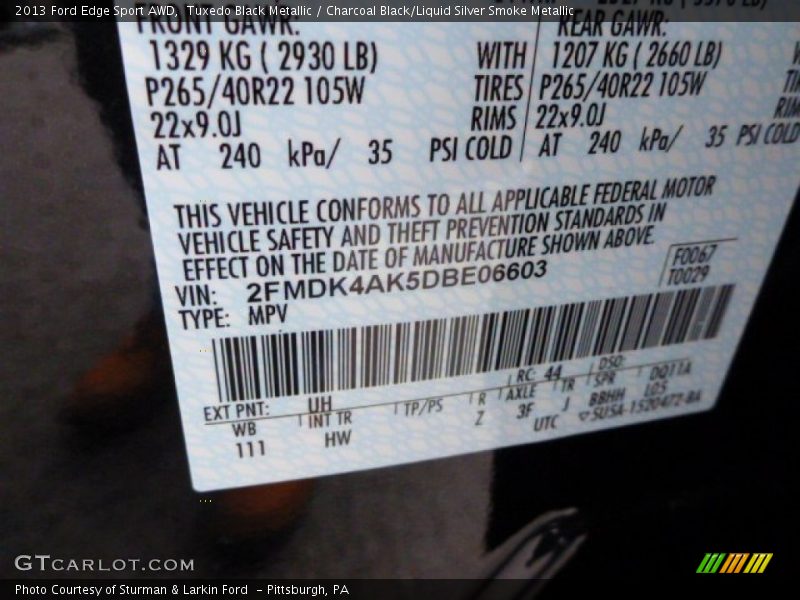 2013 Ford Edge Sport AWD, Tuxedo Black Metallic / Charcoal Black/Liquid Silver Smoke Metallic
FRONT GAWR: REAR GAWR:
1329 KG ( 2930 LB) WITH 1207 KG ( 2660 LB)
P265/40R22 105W TIRES P265/40R22 105W
22x9.0J RIMS 22x9.0J
AT 240 kPa/ 35 PSI COLD AT 240 kPa/ 35 PSI COLD
THIS VEHICLE CONFORMS TO ALL APPLICABLE FEDERAL MOTOR
VEHICLE SAFETY AND THEFT PREVENTION STANDARDS IN
EFFECT ON THE DATE OF MANUFACTURE SHOWN ABOVE.
F0067
VIN: 2FMDK4AK5DBE06603 T0029
TYPE: MPV
EXT PNT: UH RC: 44 DSO:
WB INT TR TP/PS R AXLE TR SPR DQ11A
111 HW Z 3F J BBHH LO5
UTC ▽SU5A-1520472-BA
GTCARLOT.COM
Photo Courtesy of Sturman & Larkin Ford - Pittsburgh, PA